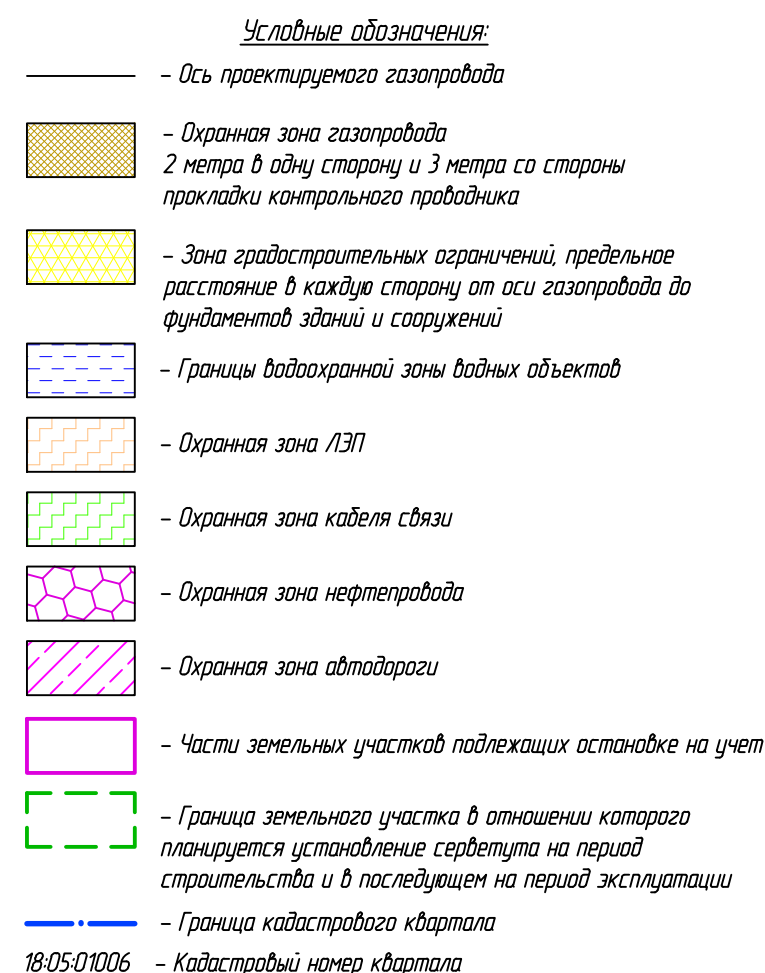 Условные обозначения:
– Ось проектируемого газопровода
– Охранная зона газопровода
2 метра в одну сторону и 3 метра со стороны
прокладки контрольного проводника
– Зона градостроительных ограничений, предельное
расстояние в каждую сторону от оси газопровода до
фундаментов зданий и сооружений
– Границы водоохранной зоны водных объектов
– Охранная зона ЛЭП
– Охранная зона кабеля связи
– Охранная зона нефтепровода
– Охранная зона автодороги
– Части земельных участков подлежащих остановке на учет
– Граница земельного участка в отношении которого
планируется установление серветута на период
строительства и в последующем на период эксплуатации
– Граница кадастрового квартала
18:05:01006 – Кадастровый номер квартала